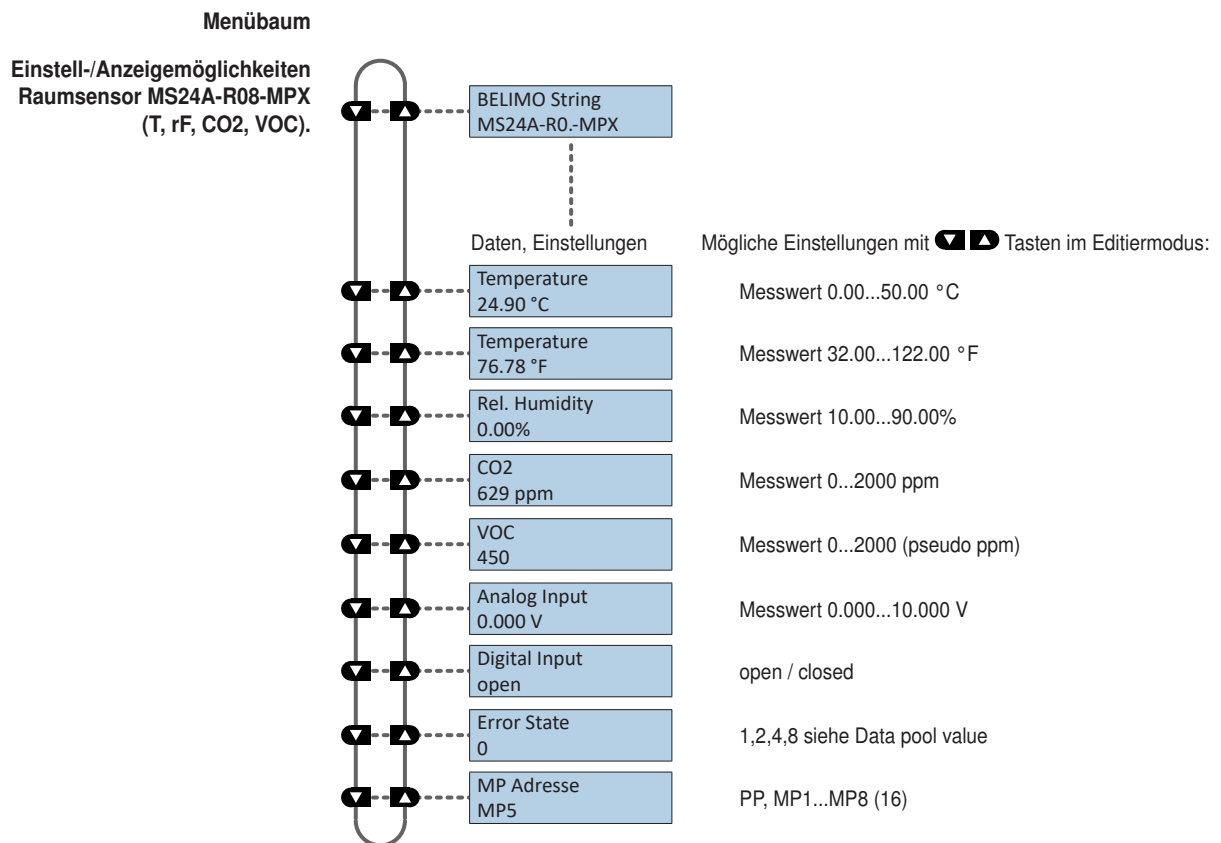 Menübaum
Einstell-/Anzeigemöglichkeiten
Raumsensor MS24A-R08-MPX
(T, rF, CO2, VOC).
BELIMO String
MS24A-R0.-MPX
Daten, Einstellungen
Mögliche Einstellungen mit Tasten im Editiermodus:
Temperature
24.90 °C
Messwert 0.00...50.00 °C
Temperature
76.78 °F
Messwert 32.00...122.00 °F
Rel. Humidity
0.00%
Messwert 10.00...90.00%
CO2
629 ppm
Messwert 0...2000 ppm
VOC
450
Messwert 0...2000 (pseudo ppm)
Analog Input
0.000 V
Messwert 0.000...10.000 V
Digital Input
open
open / closed
Error State
0
1,2,4,8 siehe Data pool value
MP Adresse
MP5
PP, MP1...MP8 (16)